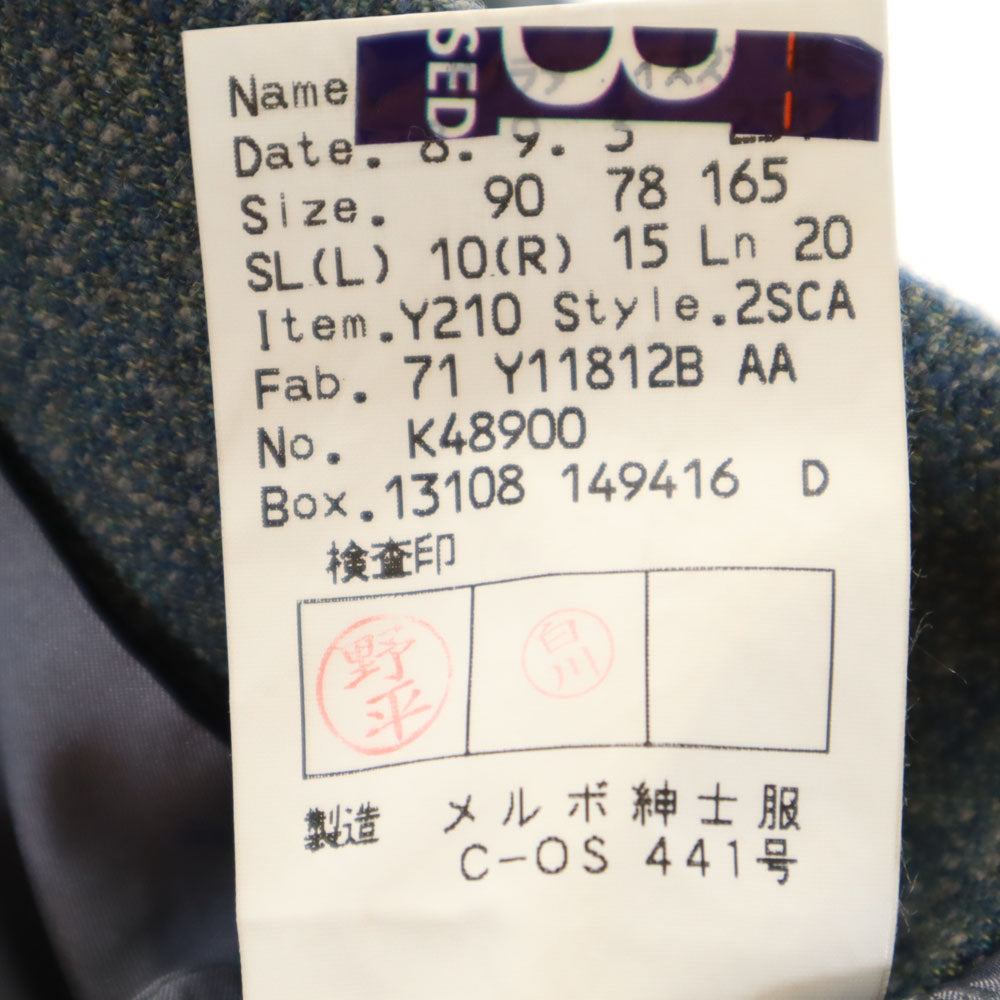 Name
SED B
Date. 8. 9. 3
Size. 90 78 165
SL(L) 10(R) 15 Ln 20
Item.Y210 Style.2SCA
Fab. 71 Y11812B AA
No. K48900
Box.13108 149416 D
検査印
野平
白川
製造 メルボ紳士服
C-OS 441号